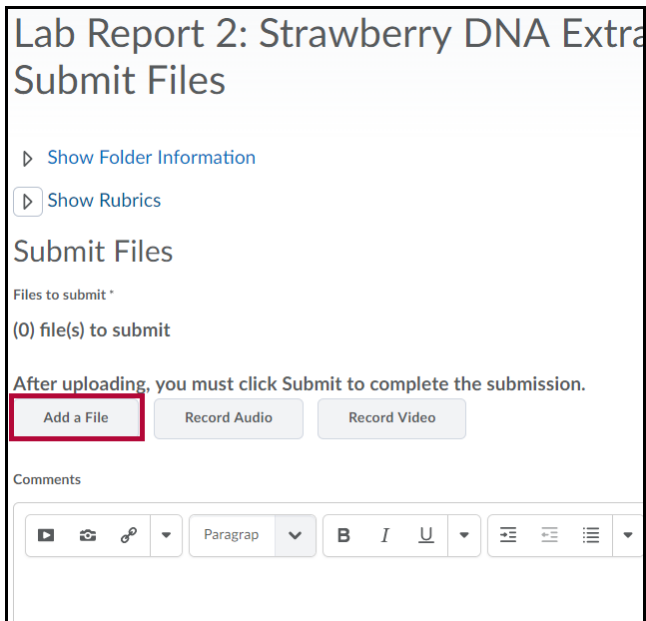 Lab Report 2: Strawberry DNA Extra
Submit Files
Show Folder Information
Show Rubrics
Submit Files
Files to submit *
(0) file(s) to submit
After uploading, you must click Submit to complete the submission.
Add a File Record Audio Record Video
Comments
Paragrap B I U